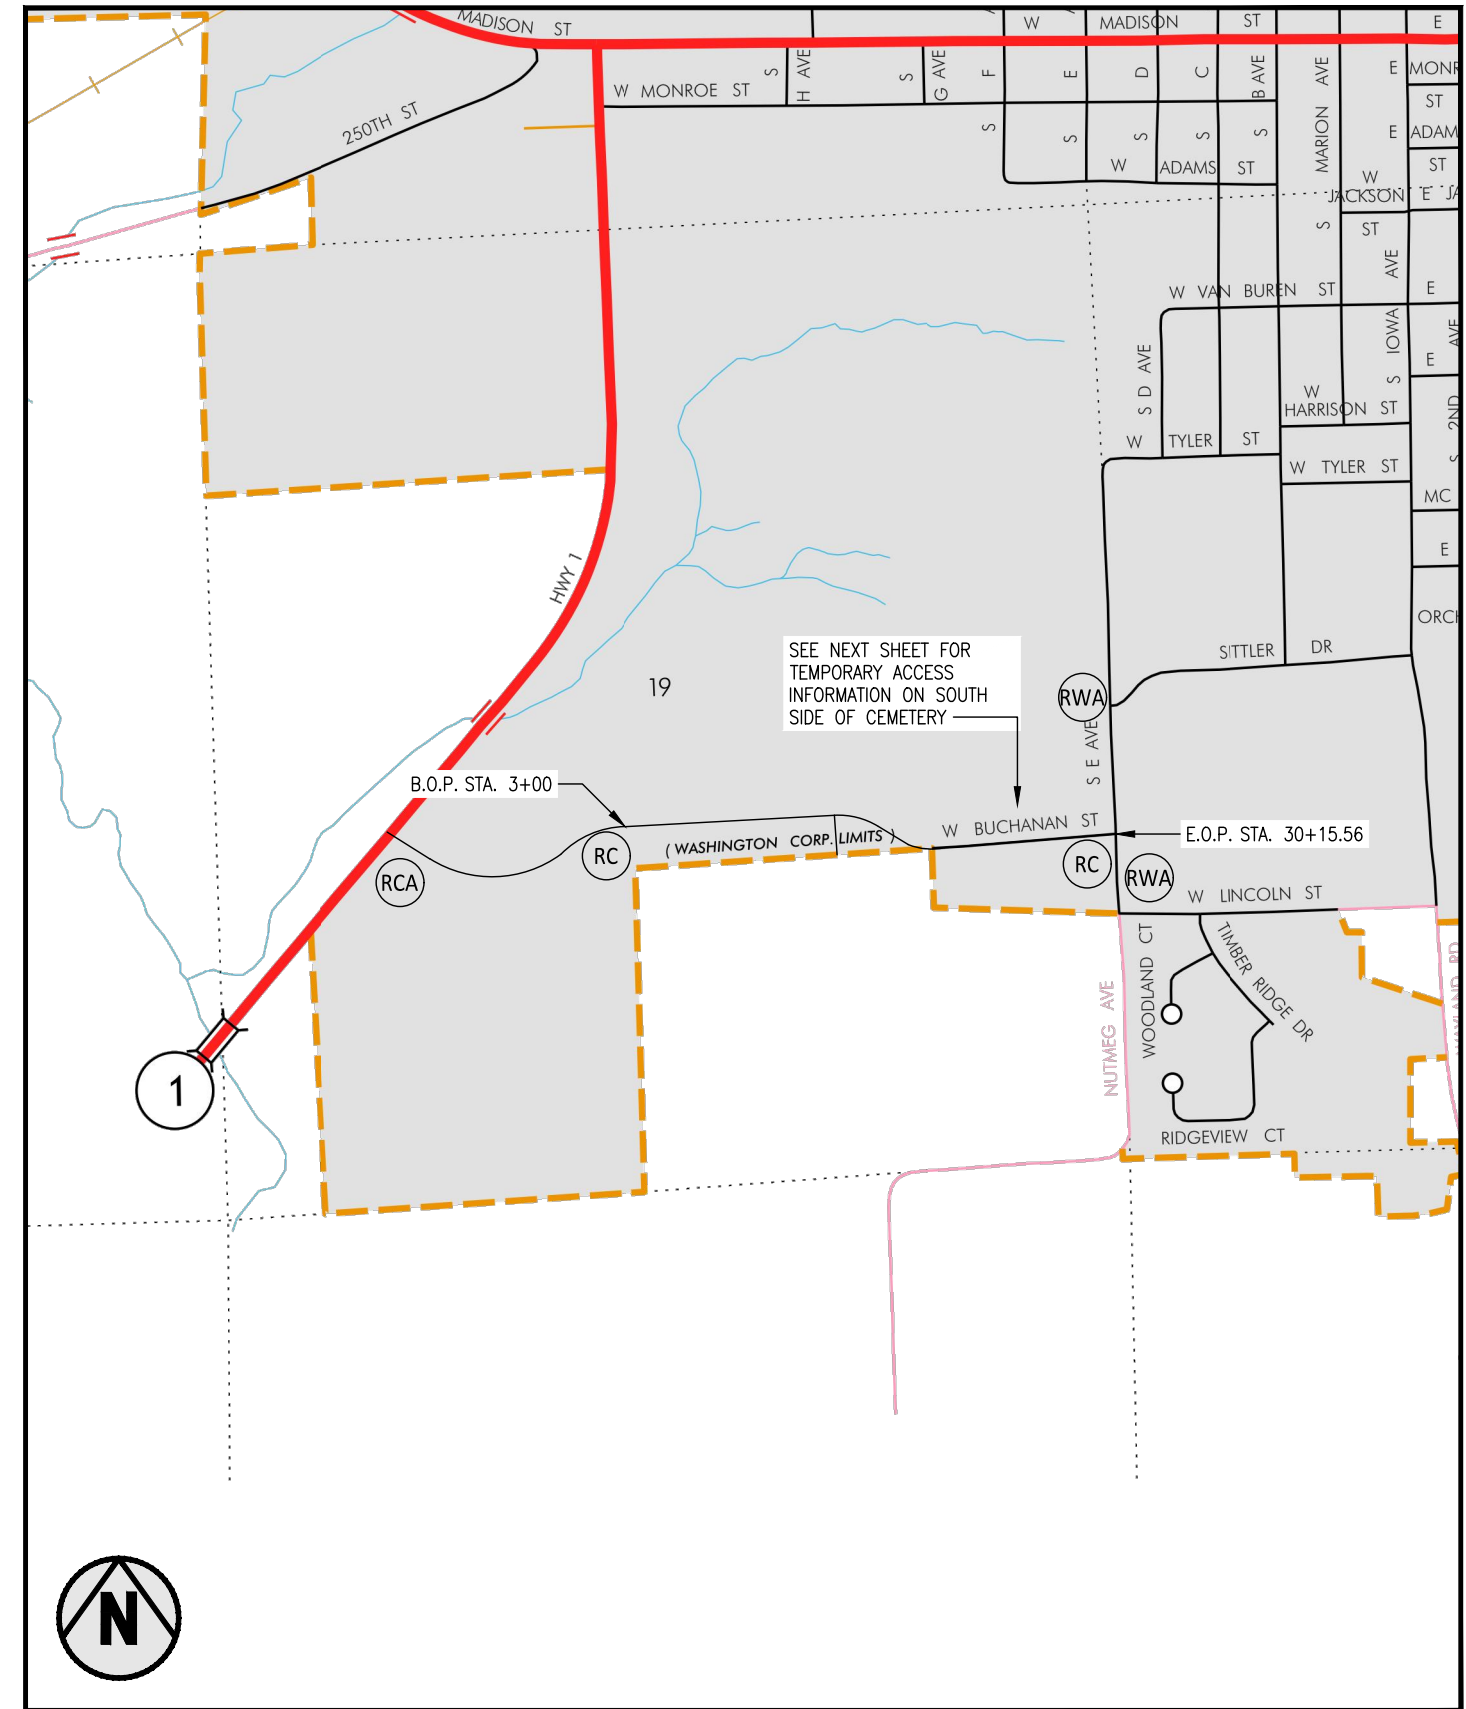 MADISON ST
W MADISON ST
E
250TH ST
W MONROE ST
S
H AVE
S
G AVE
S F
S E
S D
S C
S B AVE
S MARION AVE
E
ST
E
ST
W ADAMS ST
W
JACKSON
ST
E
W VAN BUREN ST
E
S IOWA AVE
S D AVE
E
S 2ND AVE
W
HARRISON ST
W TYLER ST
W TYLER ST
MC
E
HWY 1
SITTLER DR
SEE NEXT SHEET FOR
TEMPORARY ACCESS
INFORMATION ON SOUTH
SIDE OF CEMETERY
19
RWA
S E AVE
B.O.P. STA. 3+00
W BUCHANAN ST
E.O.P. STA. 30+15.56
( WASHINGTON CORP. LIMITS )
RC
RC
RCA
RWA
W LINCOLN ST
WOODLAND CT
TIMBER RIDGE DR
NUTMEG AVE
1
RIDGEVIEW CT
N